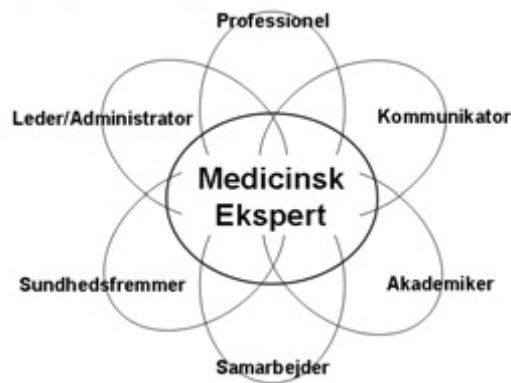 Professionel
Leder/Administrator
Kommunikator
Medicinsk
Ekspert
Sundhedsfremmer
Akademiker
Samarbejder